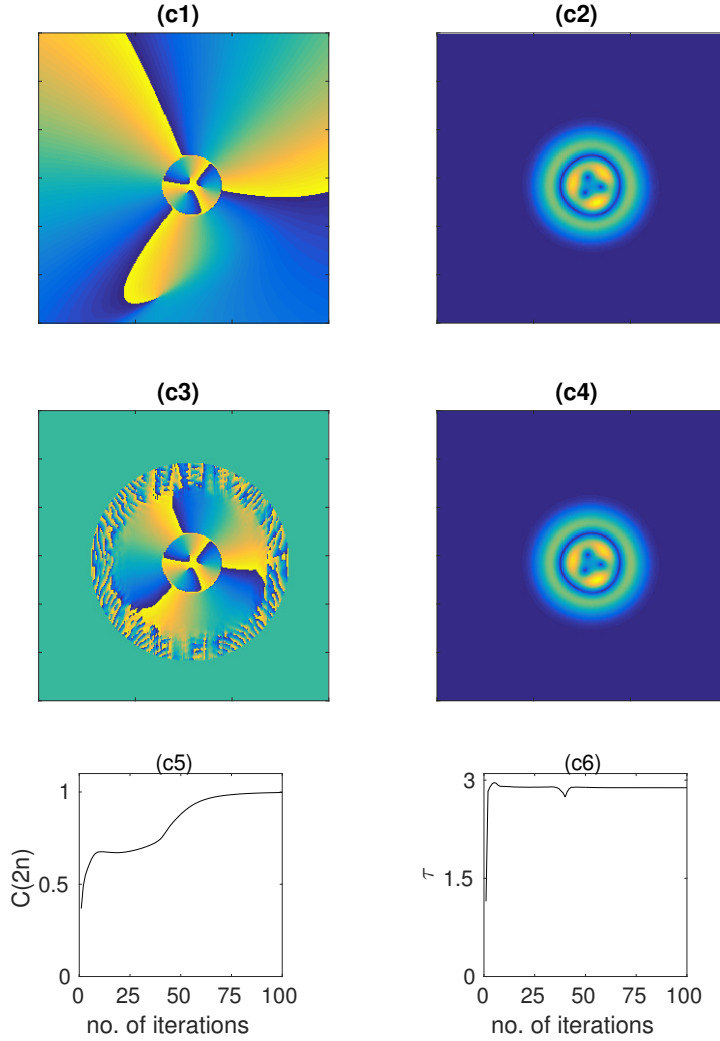 (c1)
(c2)
(c3)
(c4)
(c5)
1
0.5
0
C(2n)
0 25 50 75 100
no. of iterations
(c6)
3
1.5
0
τ
0 25 50 75 100
no. of iterations